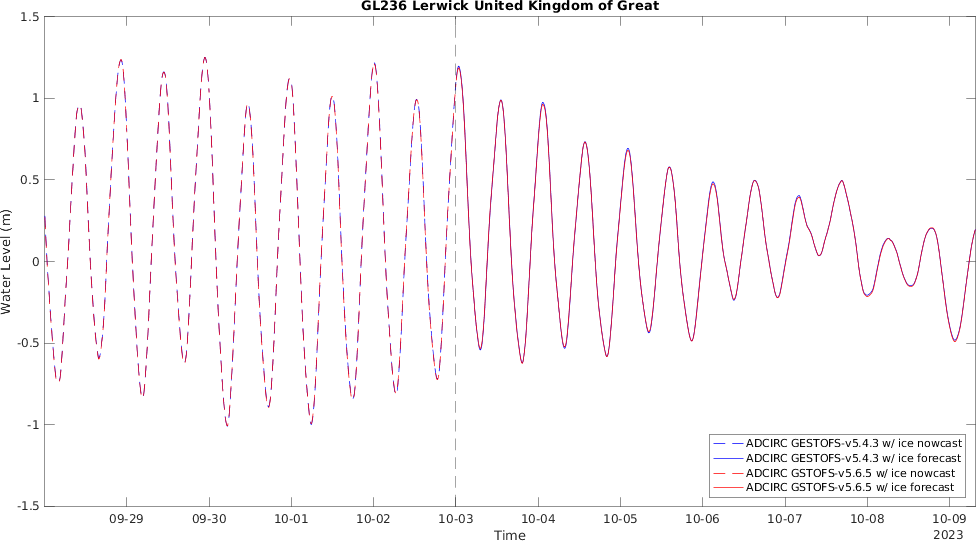 GL236 Lerwick United Kingdom of Great
1.5
1
0.5
0
-0.5
-1
-1.5
Water Level (m)
ADCIRC GESTOFS-v5.4.3 w/ ice nowcast
ADCIRC GESTOFS-v5.4.3 w/ ice forecast
ADCIRC GSTOFS-v5.6.5 w/ ice nowcast
ADCIRC GSTOFS-v5.6.5 w/ ice forecast
09-29 09-30 10-01 10-02 10-03 10-04 10-05 10-06 10-07 10-08 10-09
2023
Time